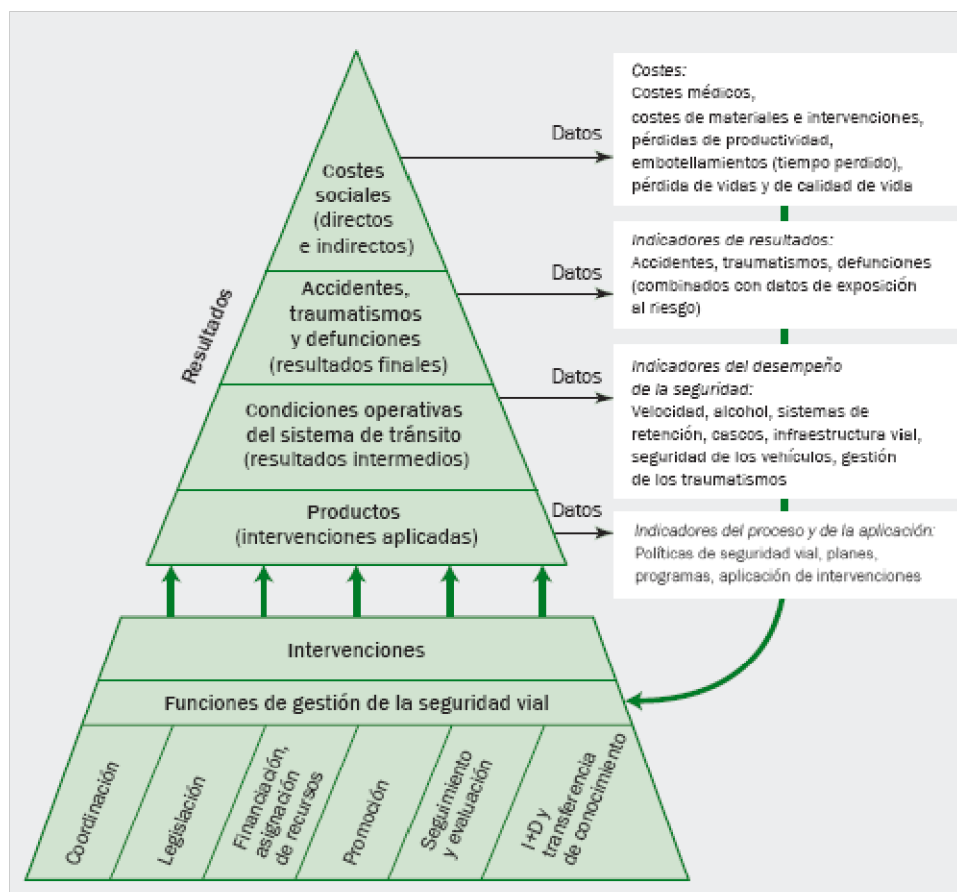 Costes
sociales
(directos
e indirectos)
Accidentes,
traumatismos
y defunciones
(resultados finales)
Condiciones operativas
del sistema de tránsito
(resultados intermedios)
Productos
(intervenciones aplicadas)
Resultados
Datos
Costes:
Costes médicos,
costes de materiales e intervenciones,
pérdidas de productividad,
embotellamientos (tiempo perdido),
pérdida de vidas y de calidad de vida
Datos
Indicadores de resultados:
Accidentes, traumatismos, defunciones
(combinados con datos de exposición
al riesgo)
Datos
Indicadores del desempeño
de la seguridad:
Velocidad, alcohol, sistemas de
retención, cascos, infraestructura vial,
seguridad de los vehículos, gestión
de los traumatismos
Datos
Indicadores del proceso y de la aplicación:
Políticas de seguridad vial, planes,
programas, aplicación de intervenciones
Intervenciones
Funciones de gestión de la seguridad vial
Coordinación
Legislación
Financiación,
asignación
de recursos
Promoción
Seguimiento
y evaluación
I+D y
transferencia
de conocimiento